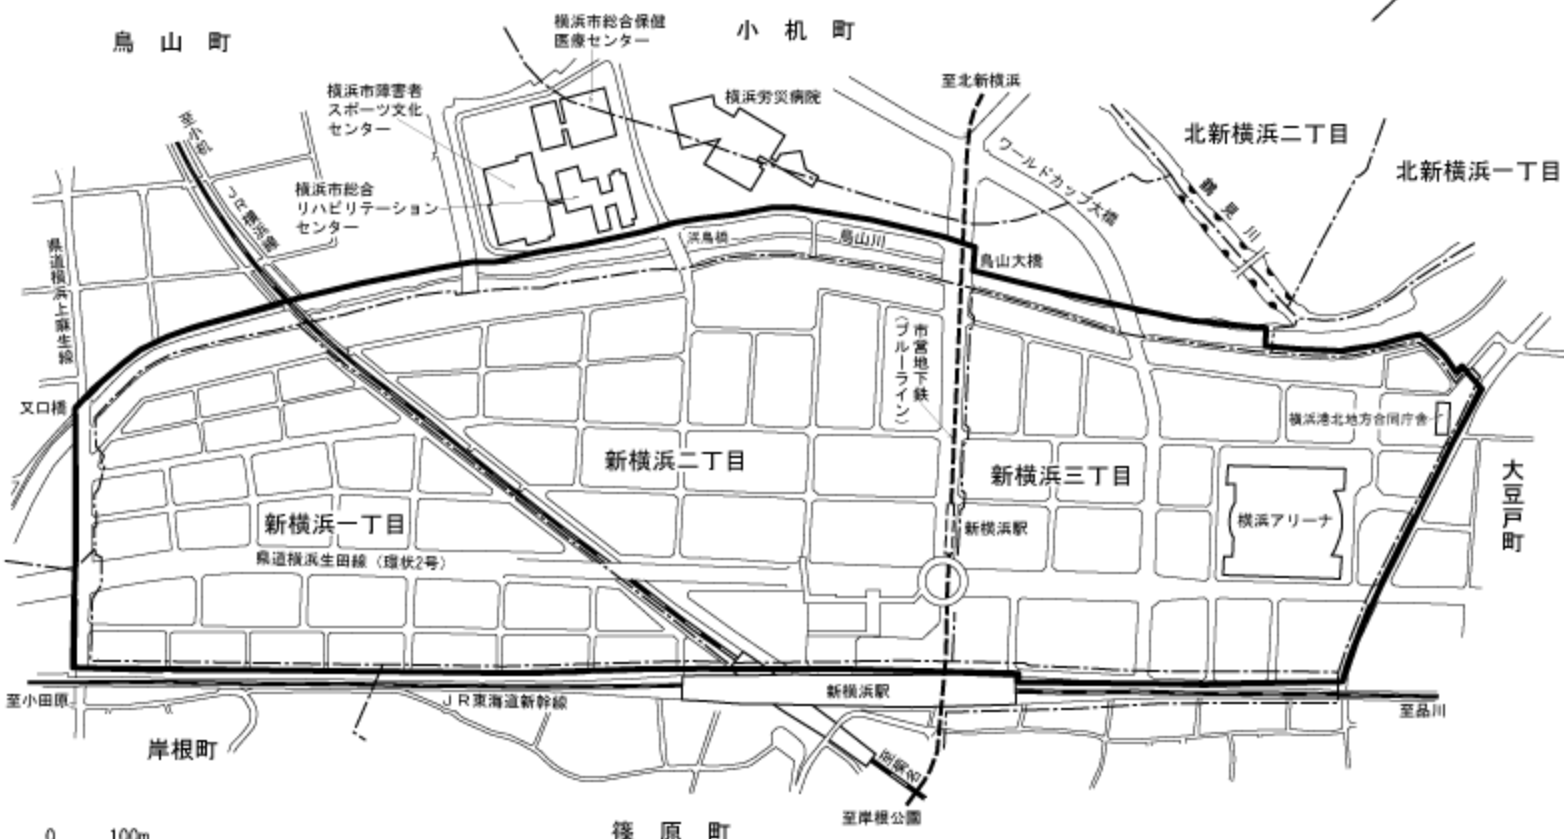 鳥山町
小机町
横浜市総合保健
医療センター
横浜市障害者
スポーツ文化
センター
横浜労災病院
至北新横浜
北新横浜二丁目
北新横浜一丁目
至小机
JR横浜線
横浜市総合
リハビリテーション
センター
ワールドカップ大橋
鶴見川
県道横浜上麻生線
浜鳥橋
鳥山川
鳥山大橋
又口橋
市営地下鉄
(ブルーライン)
横浜港北地方合同庁舎
新横浜二丁目
新横浜三丁目
大豆戸町
新横浜一丁目
横浜アリーナ
新横浜駅
県道横浜生田線(環状2号)
至小田原
JR東海道新幹線
新横浜駅
至品川
岸根町
至菊名
至岸根公園
篠原町
0 100m